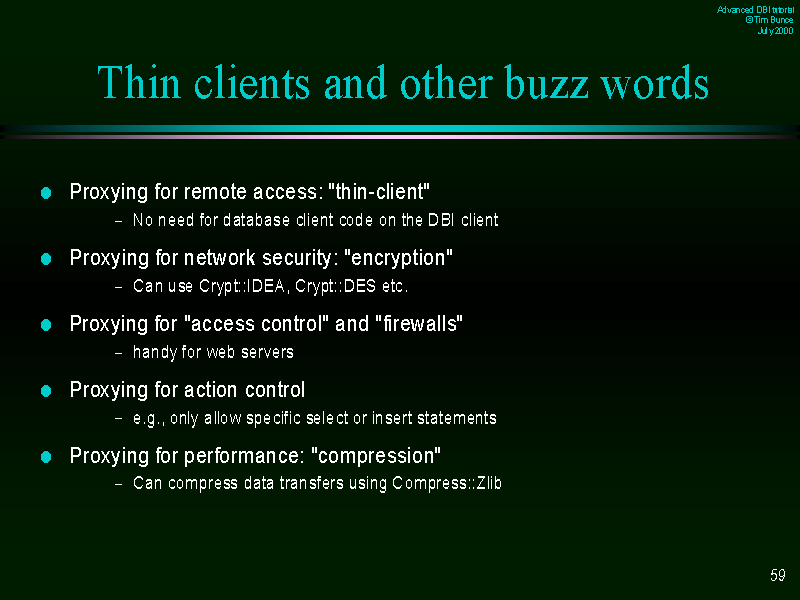 Advanced DBI tutorial
© Tim Bunce
July 2000
Thin clients and other buzz words
Proxying for remote access: "thin-client"
– No need for database client code on the DBI client
Proxying for network security: "encryption"
– Can use Crypt::IDEA, Crypt::DES etc.
Proxying for "access control" and "firewalls"
– handy for web servers
Proxying for action control
– e.g., only allow specific select or insert statements
Proxying for performance: "compression"
– Can compress data transfers using Compress::Zlib
59